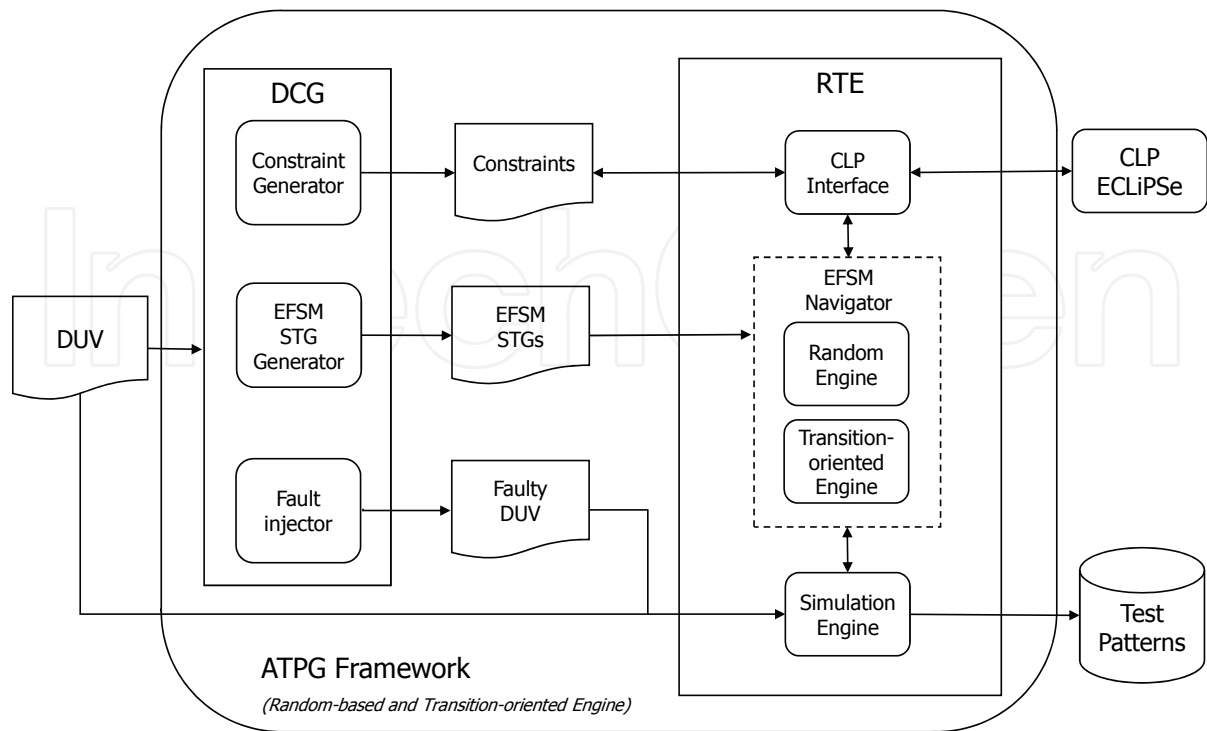 DCG
RTE
Constraint
Generator
Constraints
CLP
Interface
CLP
ECLiPSe
EFSM
Navigator
DUV
EFSM
STG
Generator
EFSM
STGs
Random
Engine
Transition-
oriented
Engine
Fault
injector
Faulty
DUV
Simulation
Engine
Test
Patterns
ATPG Framework
(Random-based and Transition-oriented Engine)